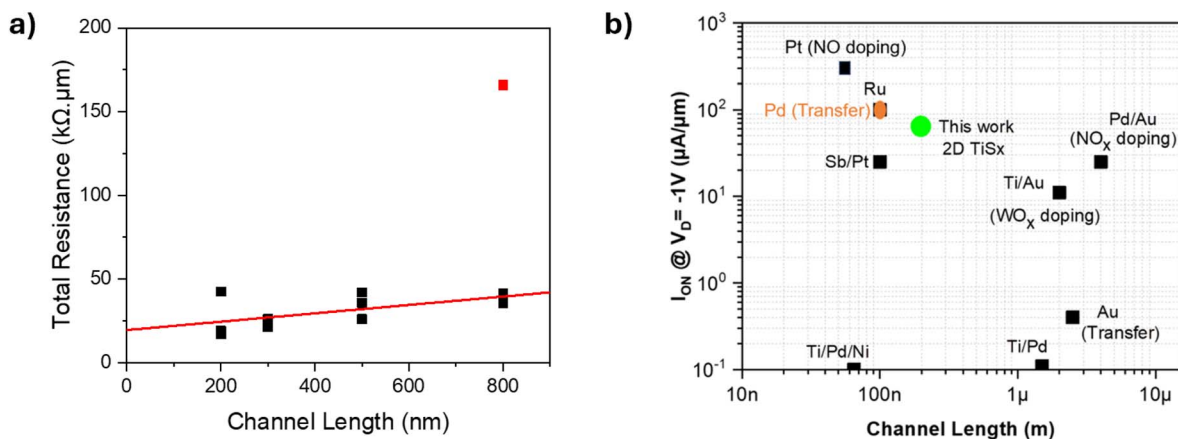 a)
Total Resistance (kΩ.μm)
200
150
100
50
0
0 200 400 600 800
Channel Length (nm)
b)
I_ON @ V_D= -1V (μA/μm)
10³
10²
10¹
10⁰
10⁻¹
10n 100n 1μ 10μ
Channel Length (m)
Pt (NO doping)
Ru
Pd (Transfer)
This work
2D TiSx
Sb/Pt
Pd/Au
(NOₓ doping)
Ti/Au
(WOₓ doping)
Au
(Transfer)
Ti/Pd/Ni
Ti/Pd